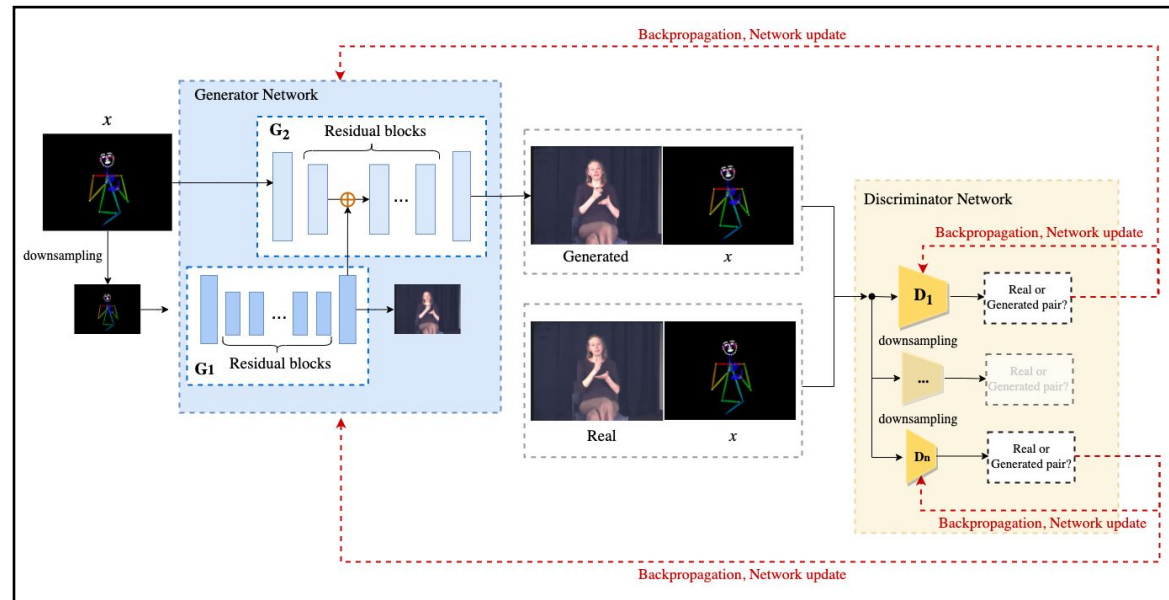 Backpropagation, Network update
Generator Network
x
G2
Residual blocks
...
downsampling
...
Residual blocks
G1
Generated
x
Real
x
Discriminator Network
Backpropagation, Network update
D1
Real or
Generated pair?
downsampling
...
Real or
Generated pair?
downsampling
Dn
Real or
Generated pair?
Backpropagation, Network update
Backpropagation, Network update